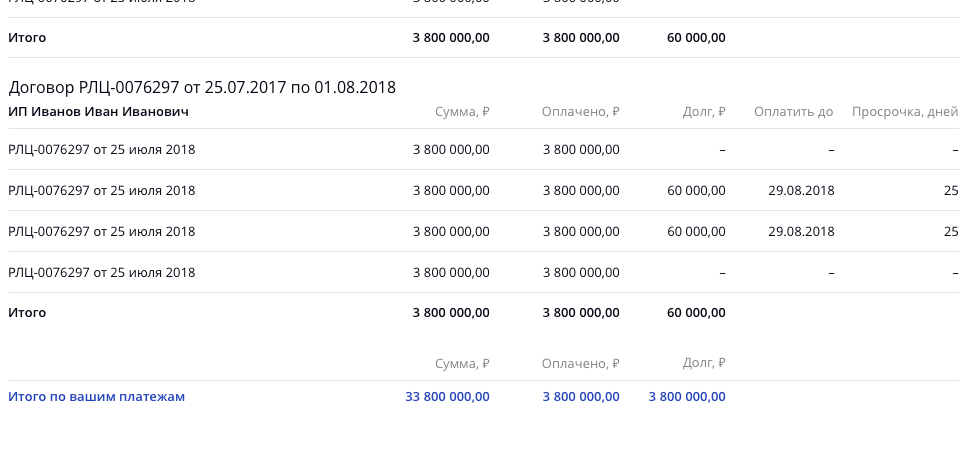 Итого 3 800 000,00 3 800 000,00 60 000,00
Договор РЛЦ-0076297 от 25.07.2017 по 01.08.2018
ИП Иванов Иван Иванович Сумма, ₽ Оплачено, ₽ Долг, ₽ Оплатить до Просрочка, дней
РЛЦ-0076297 от 25 июля 2018 3 800 000,00 3 800 000,00 – – –
РЛЦ-0076297 от 25 июля 2018 3 800 000,00 3 800 000,00 60 000,00 29.08.2018 25
РЛЦ-0076297 от 25 июля 2018 3 800 000,00 3 800 000,00 60 000,00 29.08.2018 25
РЛЦ-0076297 от 25 июля 2018 3 800 000,00 3 800 000,00 – – –
Итого 3 800 000,00 3 800 000,00 60 000,00
Сумма, ₽ Оплачено, ₽ Долг, ₽
Итого по вашим платежам 33 800 000,00 3 800 000,00 3 800 000,00